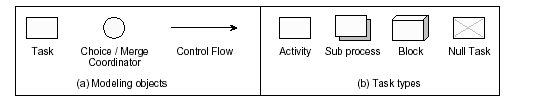 Task
Choice / Merge
Coordinator
Control Flow
(a) Modeling objects
Activity
Sub process
Block
Null Task
(b) Task types